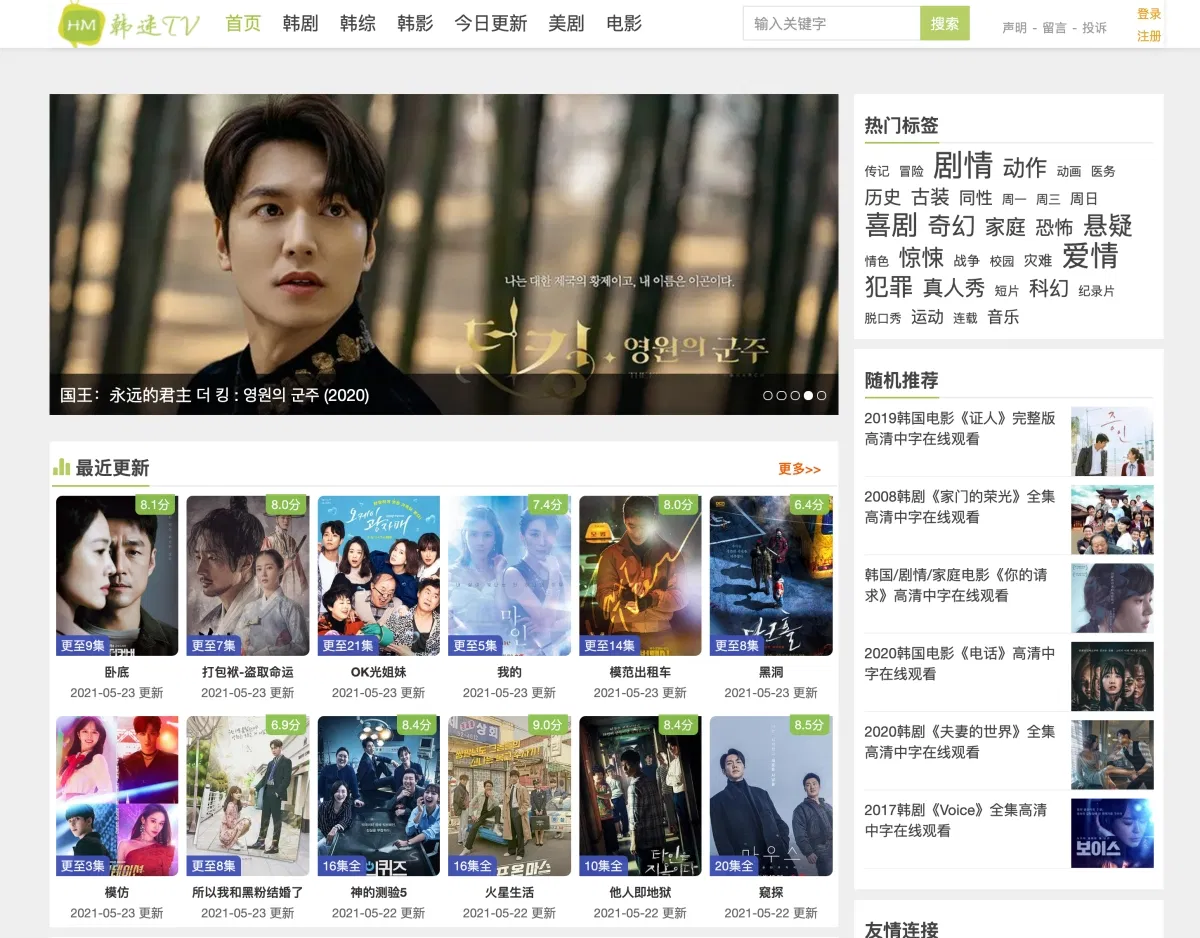 HM 韩迷TV
首页 韩剧 韩综 韩影 今日更新 美剧 电影
输入关键字 搜索
声明 - 留言 - 投诉
登录
注册
나는 대한 제국의 황제이고, 내 이름은 이곤이다.
더킹 . 영원의 군주
国王：永远的君主 더 킹 : 영원의 군주 (2020)
最近更新 更多>>
8.1分 8.0分 7.4分 8.0分 6.4分
更至9集 更至7集 更至21集 更至5集 更至14集 更至8集
卧底 打包袱-盗取命运 OK光姐妹 我的 模范出租车 黑洞
2021-05-23 更新 2021-05-23 更新 2021-05-23 更新 2021-05-23 更新 2021-05-23 更新 2021-05-23 更新
6.9分 8.4分 9.0分 8.4分 8.5分
更至3集 更至8集 16集全 16集全 10集全 20集全
模仿 所以我和黑粉结婚了 神的测验5 火星生活 他人即地狱 窥探
2021-05-23 更新 2021-05-23 更新 2021-05-22 更新 2021-05-22 更新 2021-05-22 更新 2021-05-22 更新
热门标签
传记 冒险 剧情 动作 动画 医务
历史 古装 同性 周一 周三 周日
喜剧 奇幻 家庭 恐怖 悬疑
情色 惊悚 战争 校园 灾难 爱情
犯罪 真人秀 短片 科幻 纪录片
脱口秀 运动 连载 音乐
随机推荐
2019韩国电影《证人》完整版
高清中字在线观看
증인
2008韩剧《家门的荣光》全集
高清中字在线观看
韩国/剧情/家庭电影《你的请
求》高清中字在线观看
2020韩国电影《电话》高清中
字在线观看
2020韩剧《夫妻的世界》全集
高清中字在线观看
2017韩剧《Voice》全集高清
中字在线观看
보이스
友情连接